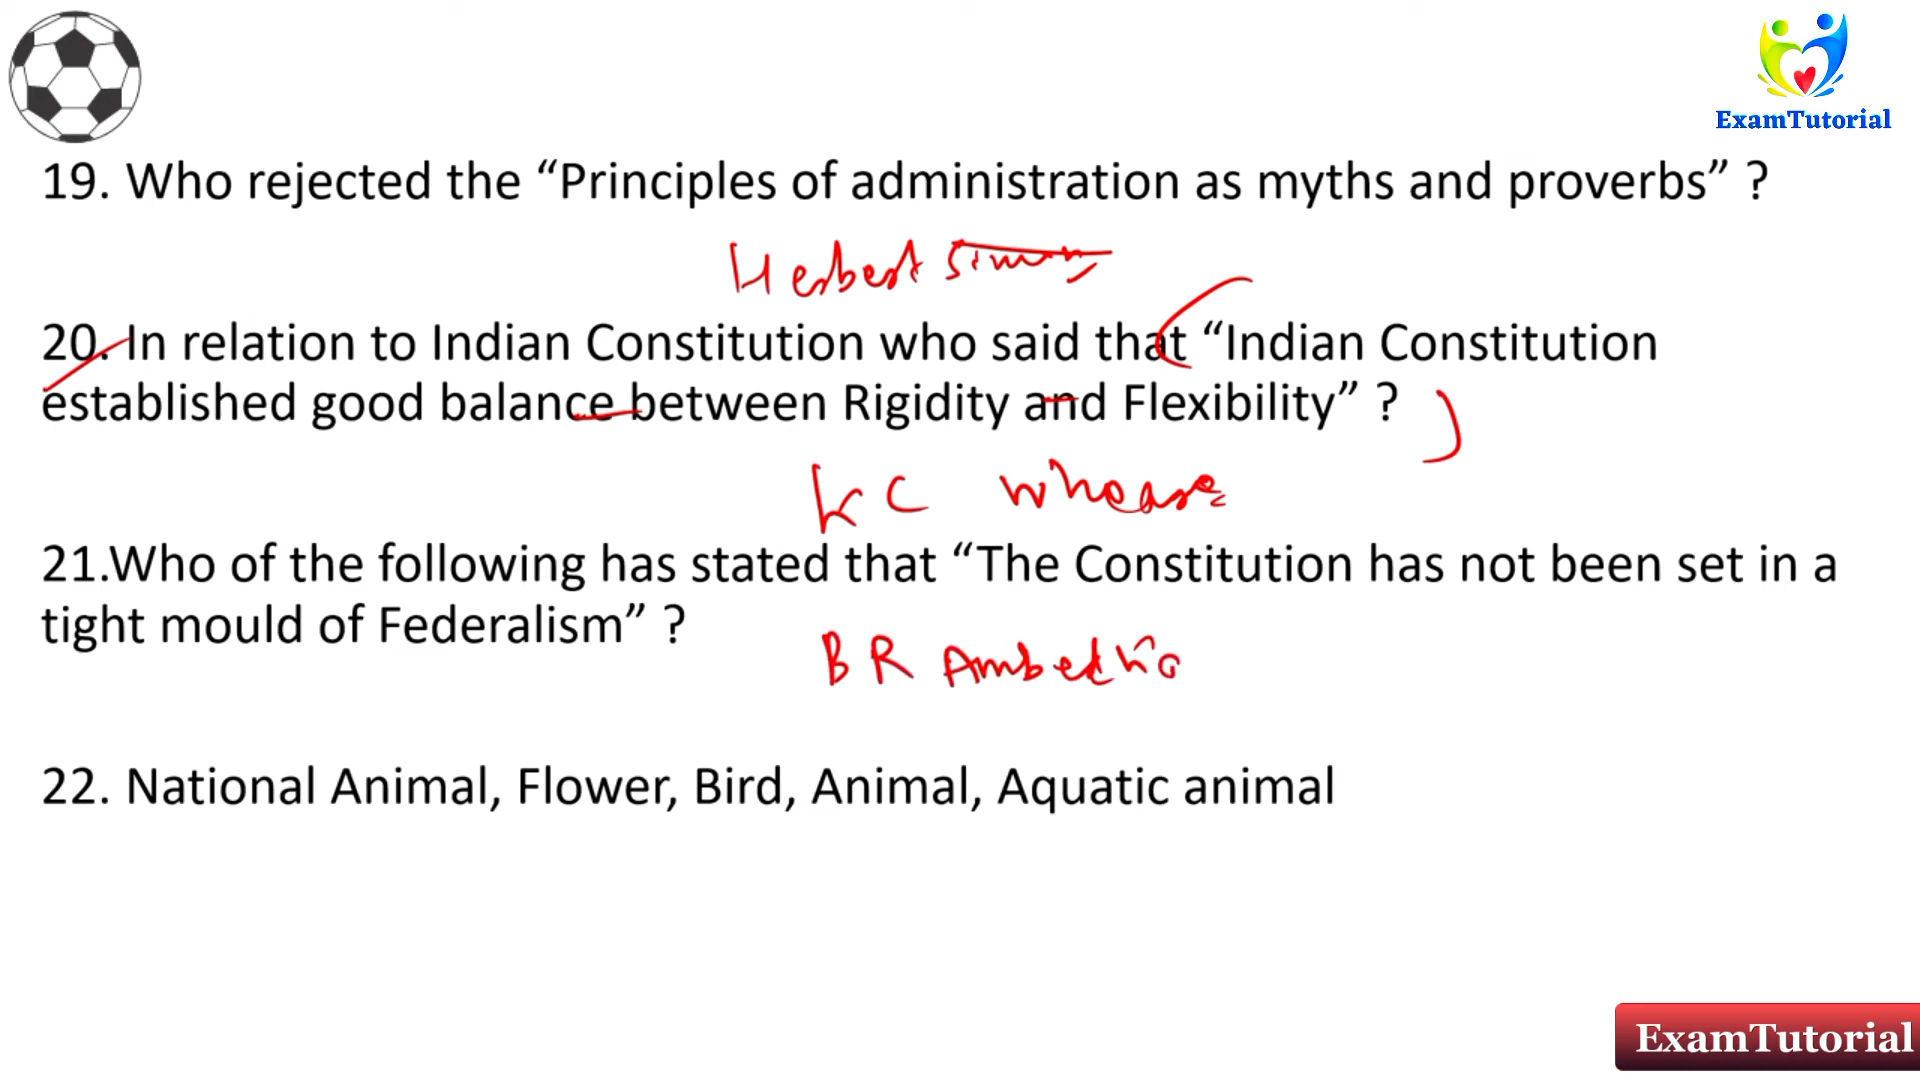 ExamTutorial
19. Who rejected the “Principles of administration as myths and proverbs” ?
Herbert Simon
20. In relation to Indian Constitution who said that “Indian Constitution
established good balance between Rigidity and Flexibility” ?
KC wheare
21.Who of the following has stated that “The Constitution has not been set in a
tight mould of Federalism” ?
BR Ambedka
22. National Animal, Flower, Bird, Animal, Aquatic animal
ExamTutorial